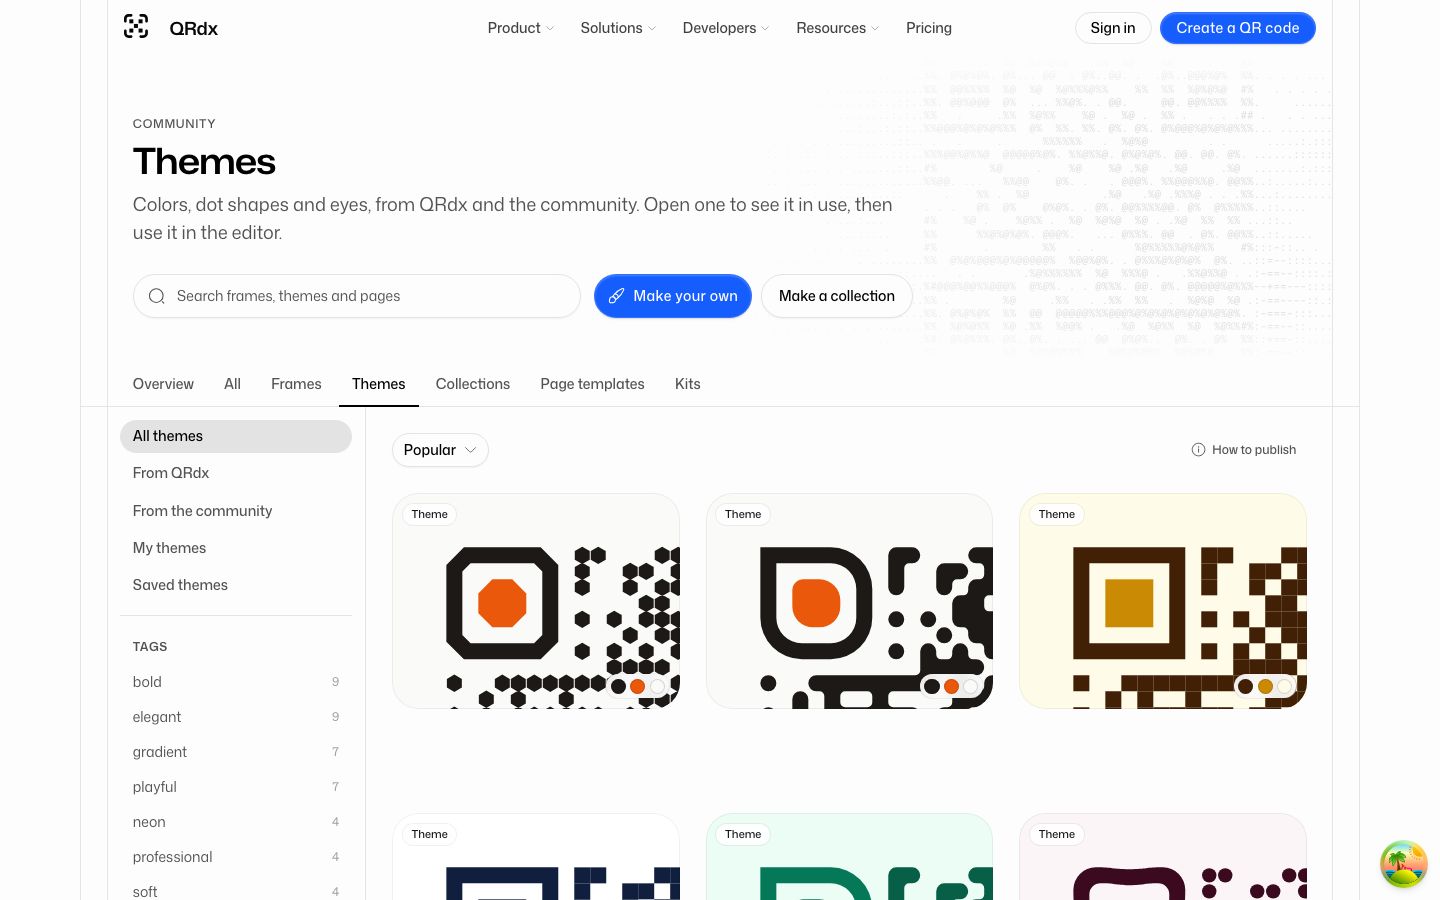 QRdx
Product
Solutions
Developers
Resources
Pricing
Sign in
Create a QR code
COMMUNITY
Themes
Colors, dot shapes and eyes, from QRdx and the community. Open one to see it in use, then
use it in the editor.
Search frames, themes and pages
Make your own
Make a collection
Overview
All
Frames
Themes
Collections
Page templates
Kits
All themes
From QRdx
From the community
My themes
Saved themes
TAGS
bold 9
elegant 9
gradient 7
playful 7
neon 4
professional 4
soft 4
Popular
How to publish
Theme
Theme
Theme
Theme
Theme
Theme